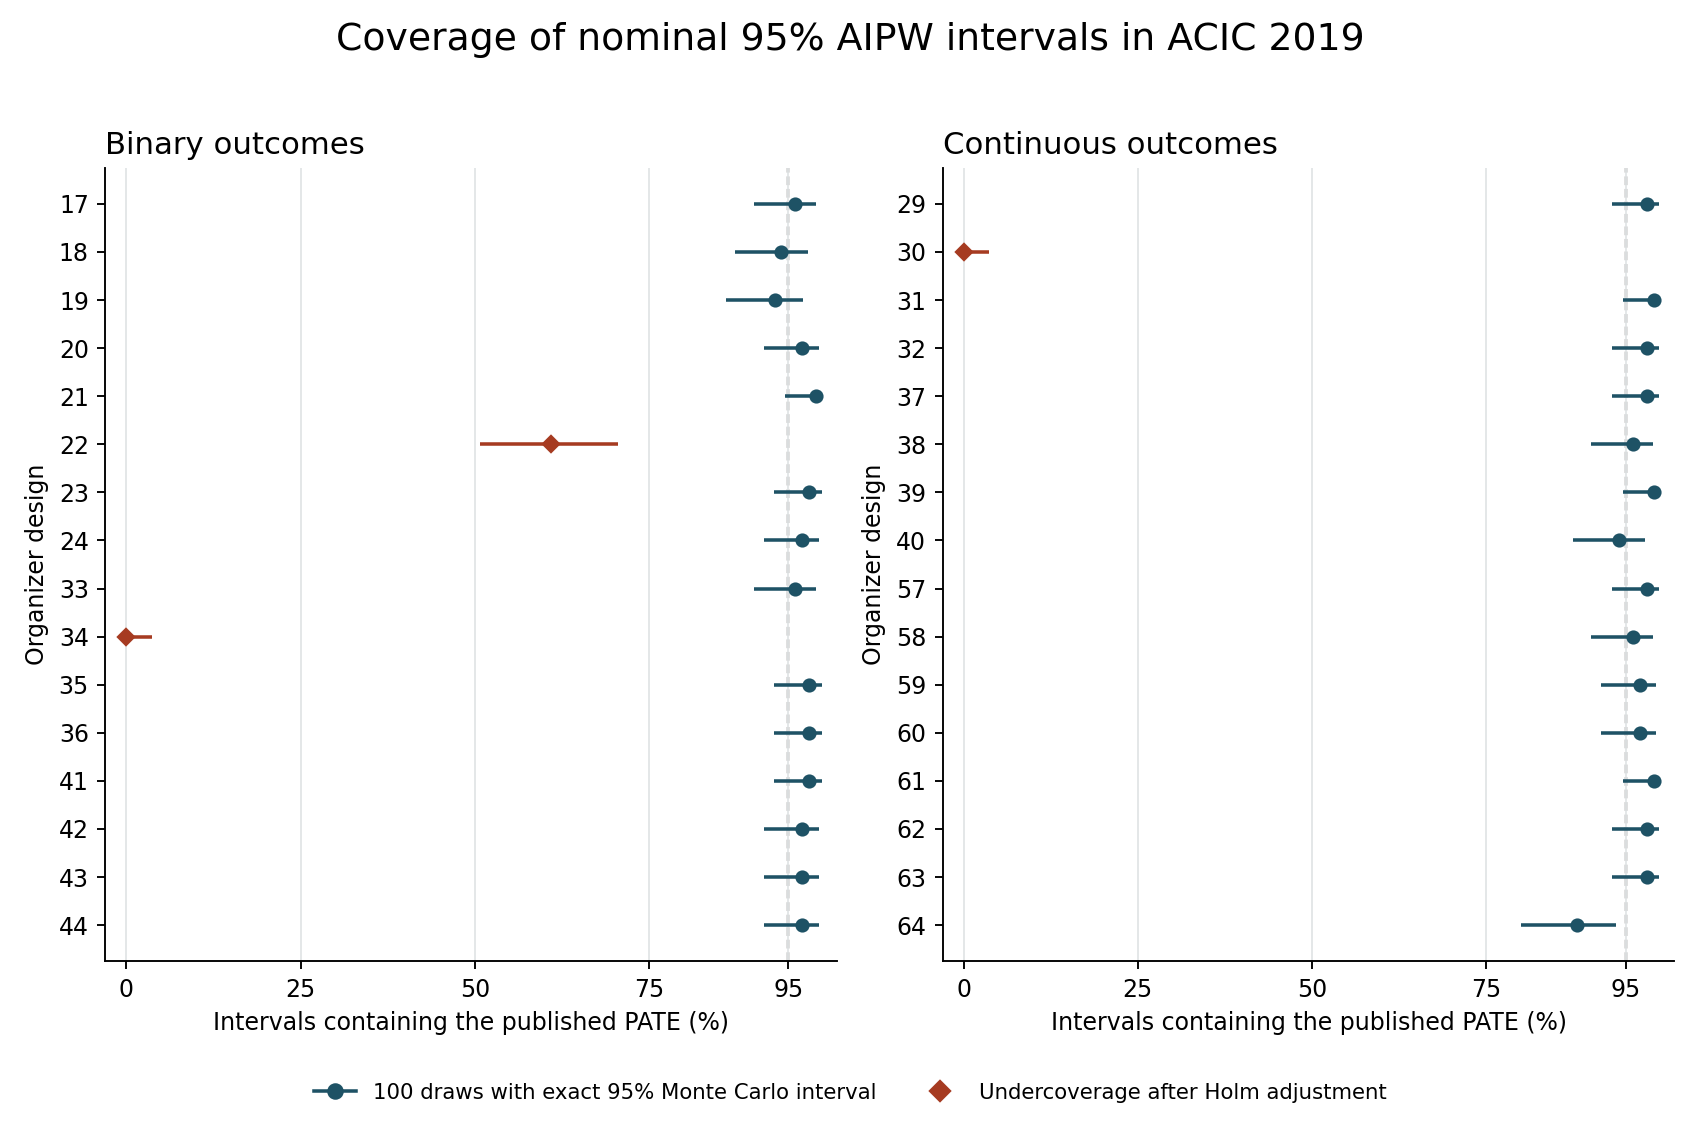 Coverage of nominal 95% AIPW intervals in ACIC 2019
Binary outcomes
Organizer design
17
18
19
20
21
22
23
24
33
34
35
36
41
42
43
44
0 25 50 75 95
Intervals containing the published PATE (%)
Continuous outcomes
Organizer design
29
30
31
32
37
38
39
40
57
58
59
60
61
62
63
64
0 25 50 75 95
Intervals containing the published PATE (%)
100 draws with exact 95% Monte Carlo interval
Undercoverage after Holm adjustment